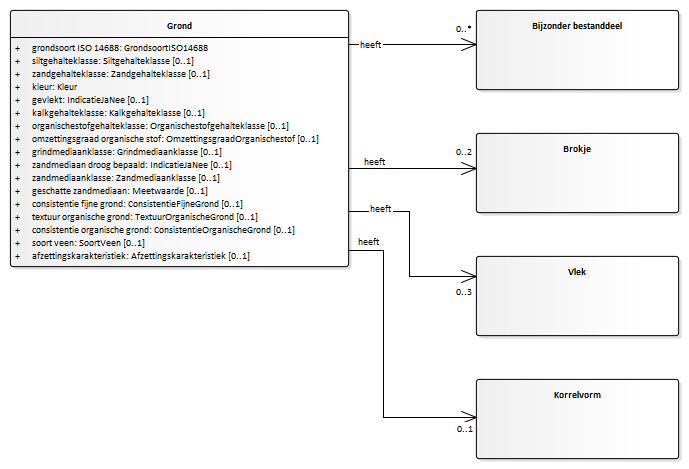 Grond
+ grondsoort ISO 14688: GrondsoortISO14688
+ siltgehalteklasse: Siltgehalteklasse [0..1]
+ zandgehalteklasse: Zandgehalteklasse [0..1]
+ kleur: Kleur
+ gevlekt: IndicatieJaNee [0..1]
+ kalkgehalteklasse: Kalkgehalteklasse [0..1]
+ organischestofgehalteklasse: Organischestofgehalteklasse [0..1]
+ omzettingsgraad organische stof: OmzettingsgraadOrganischestof [0..1]
+ grindmediaanklasse: Grindmediaanklasse [0..1]
+ zandmediaan droog bepaald: IndicatieJaNee [0..1]
+ zandmediaanklasse: Zandmediaanklasse [0..1]
+ geschatte zandmediaan: Meetwaarde [0..1]
+ consistentie fijne grond: ConsistentieFijneGrond [0..1]
+ textuur organische grond: TextuurOrganischeGrond [0..1]
+ consistentie organische grond: ConsistentieOrganischeGrond [0..1]
+ soort veen: SoortVeen [0..1]
+ afzettingskarakteristiek: Afzettingskarakteristiek [0..1]
heeft
0..*
Bijzonder bestanddeel
heeft
0..2
Brokje
heeft
0..3
Vlek
heeft
0..1
Korrelvorm